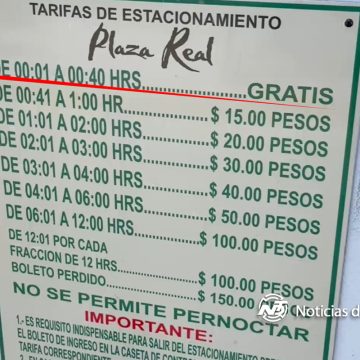 TARIFAS DE ESTACIONAMIENTO
Plaza Real
DE 00:01 A 00:40 HRS.......................GRATIS
DE 00:41 A 1:00 HR.................$ 15.00 PESOS
DE 01:01 A 02:00 HRS..............$ 20.00 PESOS
DE 02:01 A 03:00 HRS..............$ 30.00 PESOS
DE 03:01 A 04:00 HRS..............$ 40.00 PESOS
DE 04:01 A 06:00 HRS..............$ 50.00 PESOS
DE 06:01 A 12:00 HRS..............$ 100.00 PESOS
DE 12:01 POR CADA
FRACCION DE 12 HRS................$ 100.00 PESOS
BOLETO PERDIDO......................$ 150.00
NO SE PERMITE PERNOCTAR
IMPORTANTE:
1.- ES REQUISITO INDISPENSABLE PARA SALIR DEL ESTACIONAMIENTO
EL BOLETO DE INGRESO EN LA CASETA DE
TARIFA CORRESPONDIENTE
Noticias d